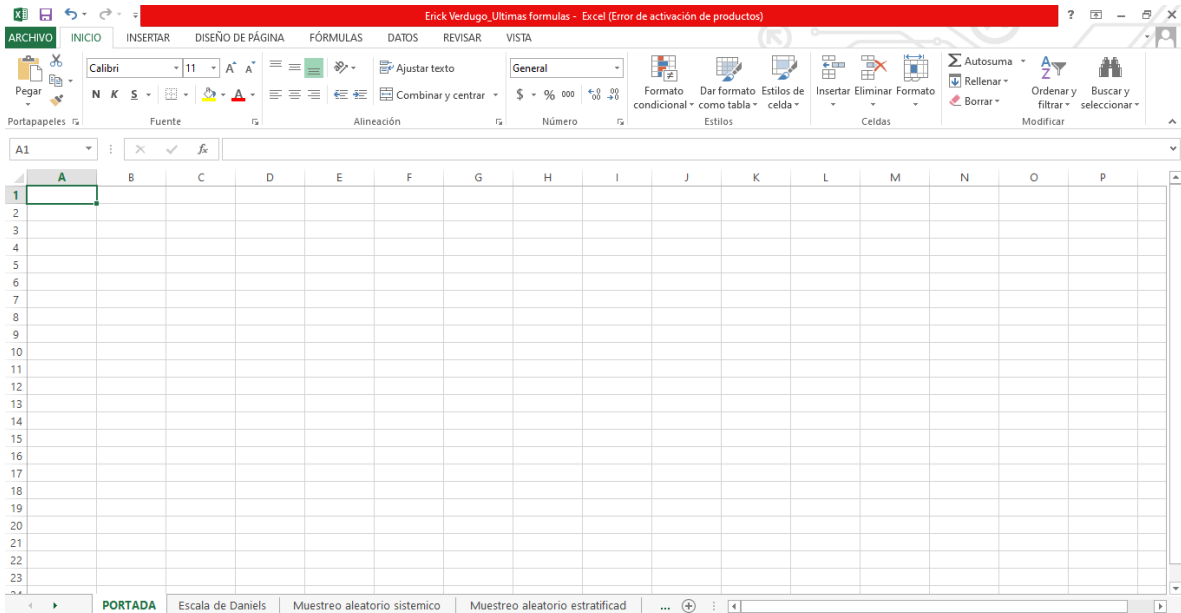 Erick Verdugo_Ultimas formulas - Excel (Error de activación de productos)
ARCHIVO INICIO INSERTAR DISEÑO DE PÁGINA FÓRMULAS DATOS REVISAR VISTA
Pegar
Portapapeles
Calibri 11
N K S
Fuente
Ajustar texto
Combinar y centrar
Alineación
General
$ % 000
Número
Formato condicional
Dar formato como tabla
Estilos de celda
Estilos
Insertar Eliminar Formato
Celdas
Autosuma
Rellenar
Borrar
Ordenar y filtrar
Buscar y seleccionar
Modificar
A1 fx
A B C D E F G H I J K L M N O P
1
2
3
4
5
6
7
8
9
10
11
12
13
14
15
16
17
18
19
20
21
22
23
PORTADA Escala de Daniels Muestreo aleatorio sistemico Muestreo aleatorio estratificad ...